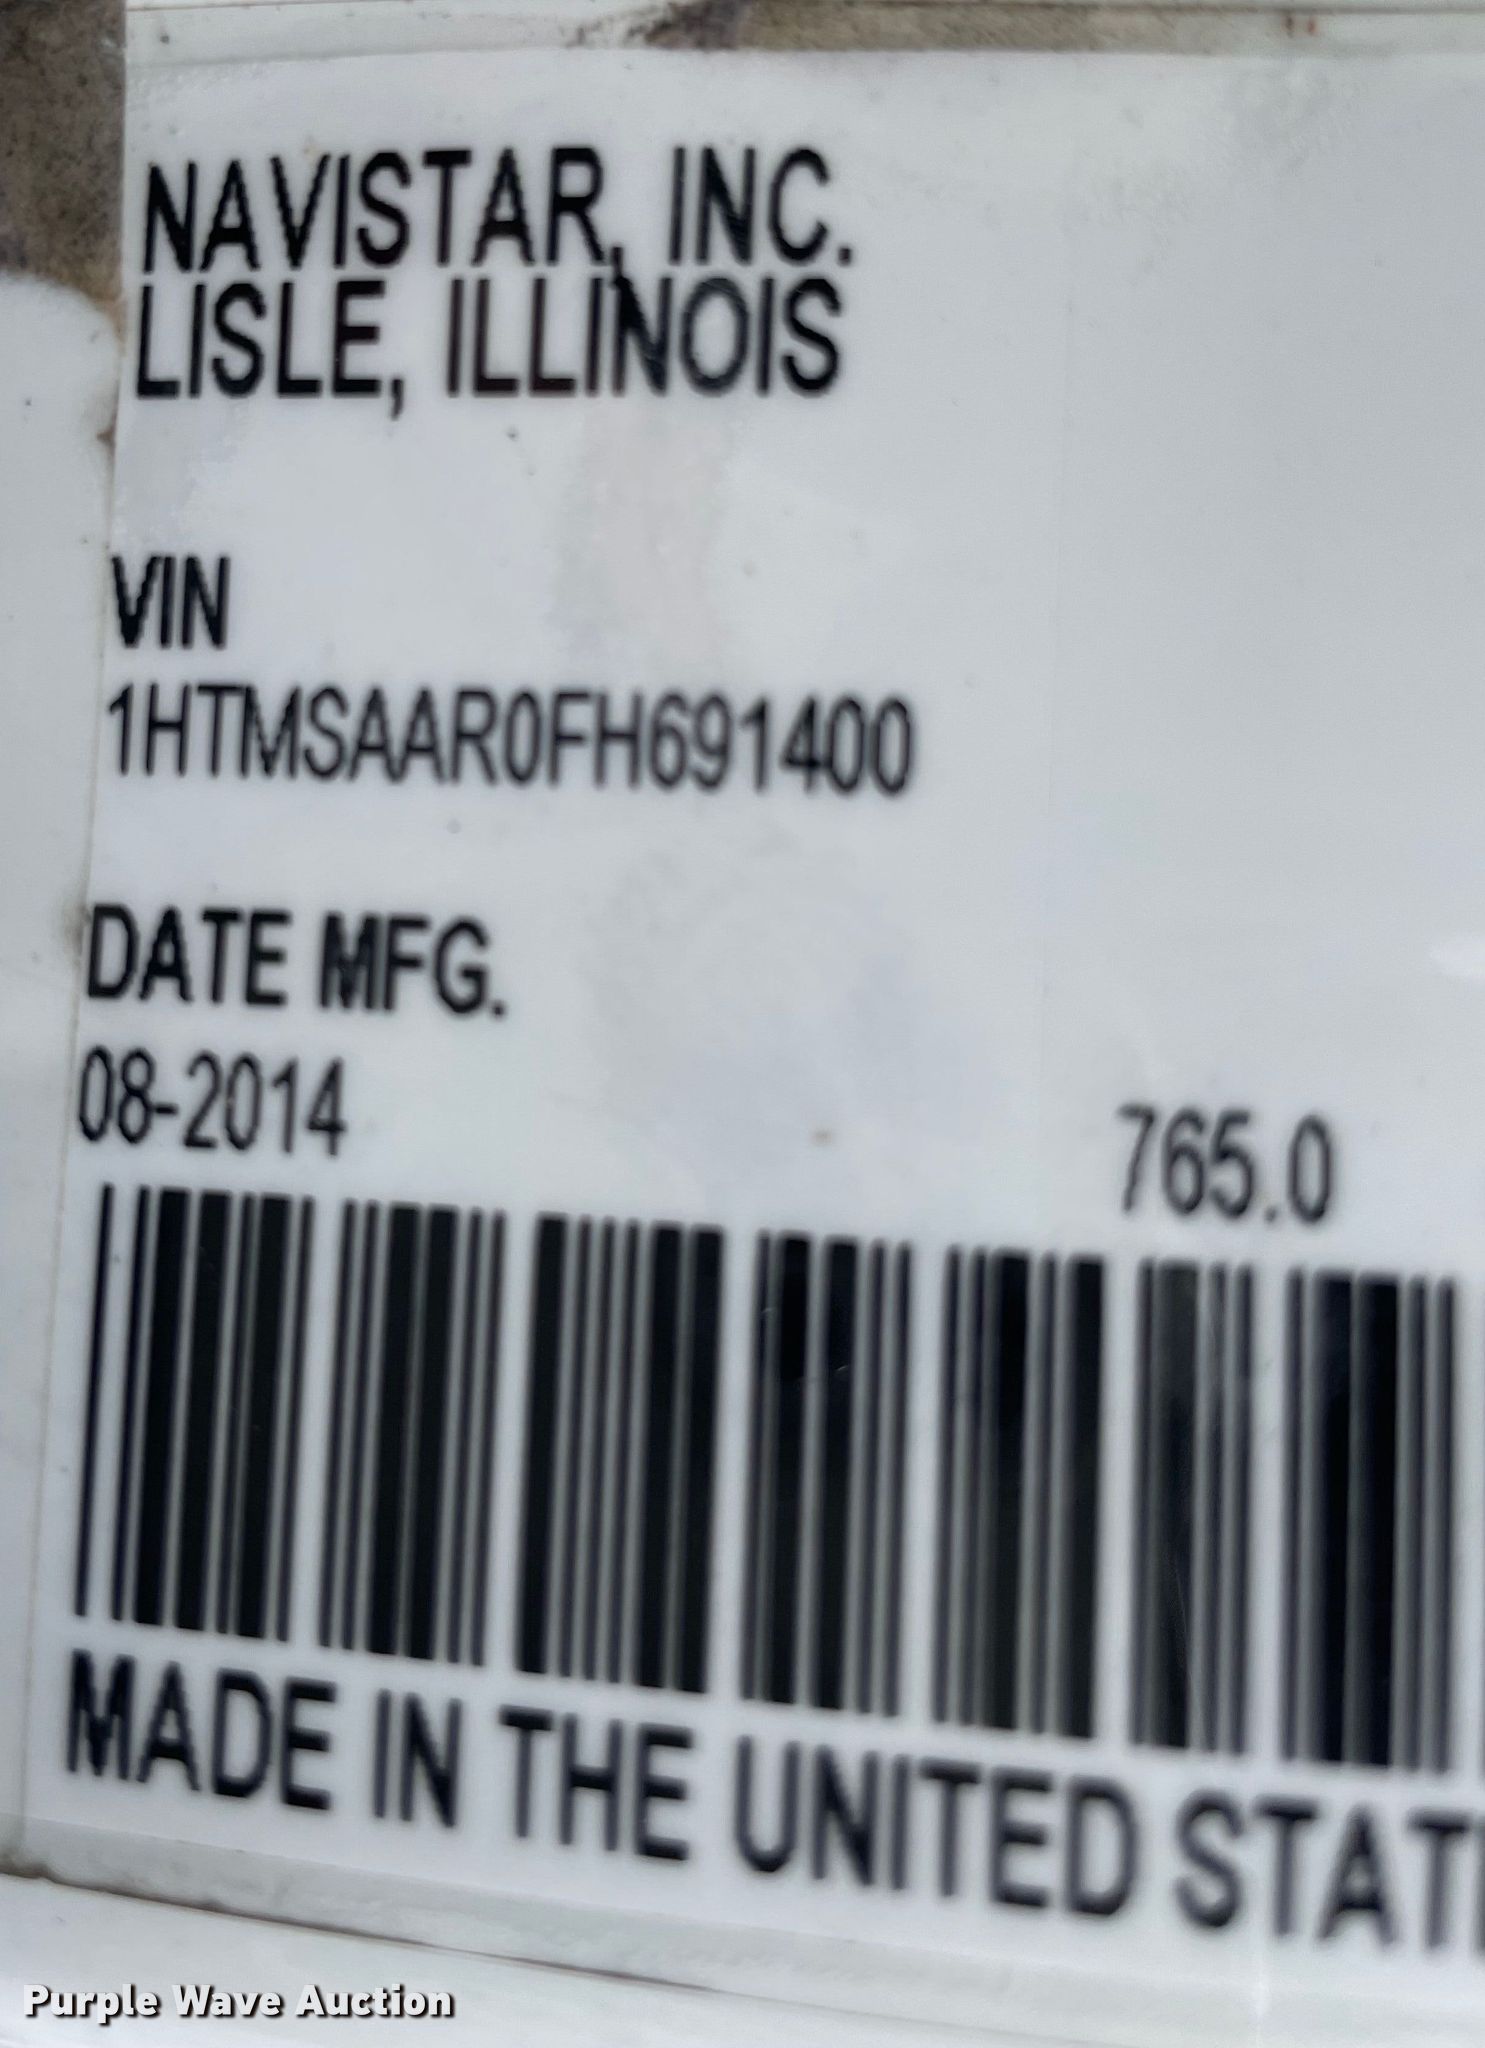 NAVISTAR, INC.
LISLE, ILLINOIS
VIN
1HTMSAAR0FH691400
DATE MFG.
08-2014
765.0
MADE IN THE UNITED STATE
Purple Wave Auction